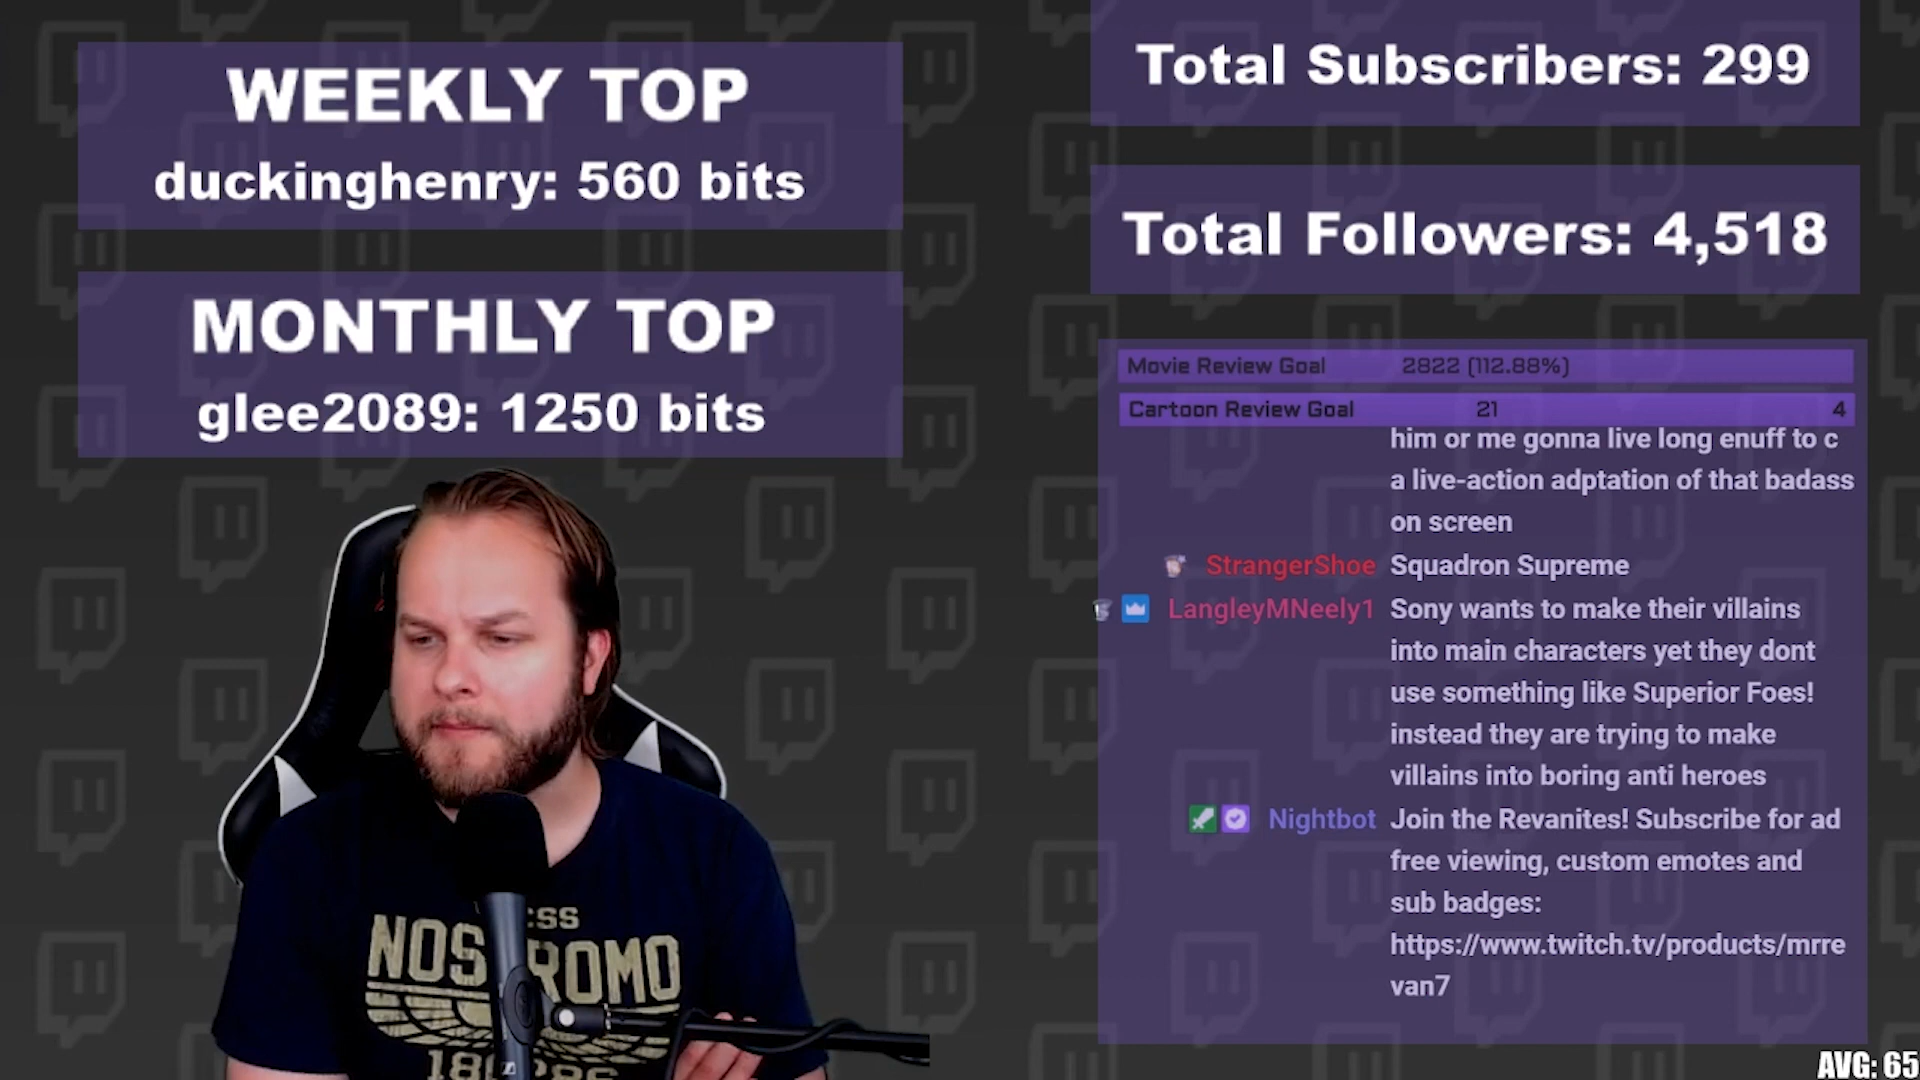 WEEKLY TOP
duckinghenry: 560 bits
MONTHLY TOP
glee2089: 1250 bits
Total Subscribers: 299
Total Followers: 4,518
Movie Review Goal 2822 (112.88%)
Cartoon Review Goal 21 4
him or me gonna live long enuff to c
a live-action adptation of that badass
on screen
StrangerShoe Squadron Supreme
LangleyMNeely1 Sony wants to make their villains
into main characters yet they dont
use something like Superior Foes!
instead they are trying to make
villains into boring anti heroes
Nightbot Join the Revanites! Subscribe for ad
free viewing, custom emotes and
sub badges:
https://www.twitch.tv/products/mrre
van7
AVG: 65